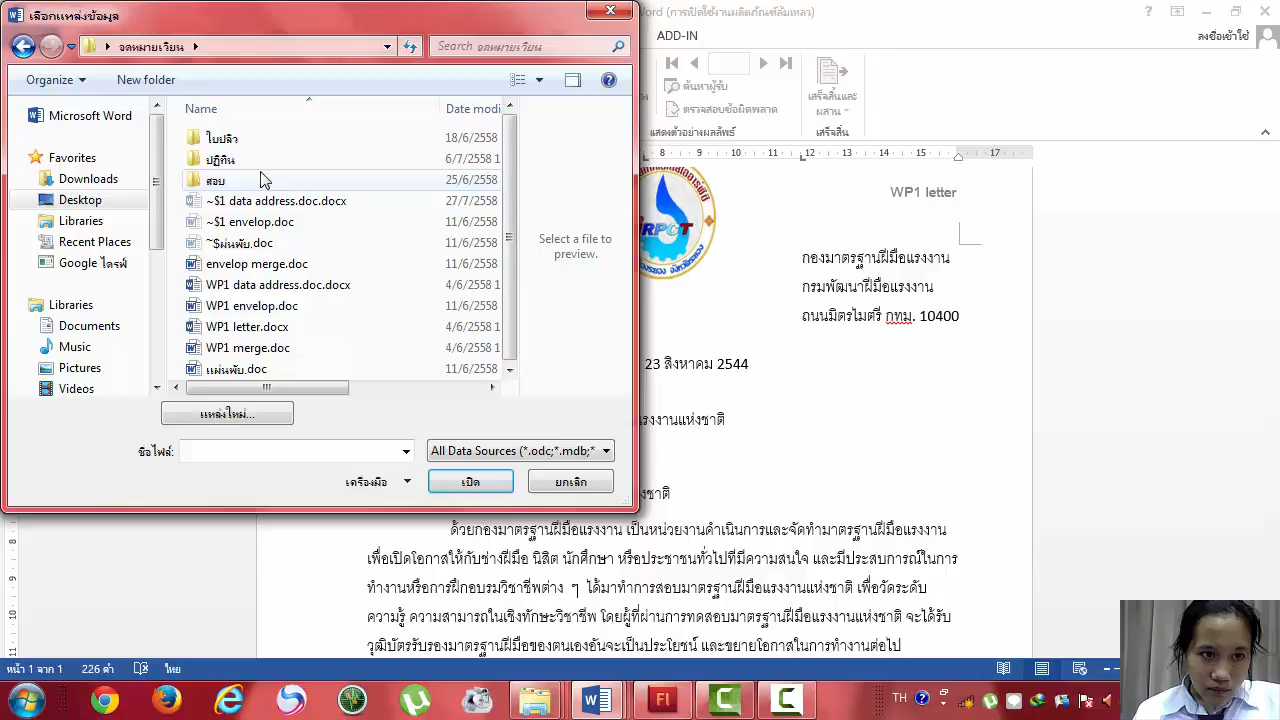 เลือกแหล่งข้อมูล
Word (การเปิดใช้งานผลิตภัณฑ์ล้มเหลว)
ADD-IN
ลงชื่อเข้าใช้
จดหมายเวียน
Search จดหมายเวียน
Organize
New folder
ค้นหาผู้รับ
ตรวจสอบข้อผิดพลาด
แสดงตัวอย่างผลลัพธ์
เสร็จสิ้นและ
ผสาน
เสร็จสิ้น
Microsoft Word
Favorites
Downloads
Desktop
Libraries
Recent Places
Google ไดรฟ์
Libraries
Documents
Music
Pictures
Videos
Name
Date modi
ใบปลิว 18/6/2558
ปฏิทิน 6/7/2558 1
สอบ 25/6/2558
~$1 data address.doc.docx 27/7/2558
~$1 envelop.doc 11/6/2558
~$แผ่นพับ.doc 11/6/2558
envelop merge.doc 11/6/2558
WP1 data address.doc.docx 4/6/2558 1
WP1 envelop.doc 11/6/2558
WP1 letter.docx 4/6/2558 1
WP1 merge.doc 4/6/2558 1
แผ่นพับ.doc 11/6/2558
Select a file to
preview.
แหล่งใหม่...
ชื่อไฟล์:
All Data Sources (*.odc;*.mdb;*
เครื่องมือ
เปิด
ยกเลิก
8 9 10 11 12 13 14 15 16 17
WP1 letter
RPCT
กองมาตรฐานฝีมือแรงงาน
กรมพัฒนาฝีมือแรงงาน
ถนนมิตรไมตรี กทม. 10400
23 สิงหาคม 2544
แรงงานแห่งชาติ
งชาติ
ด้วยกองมาตรฐานฝีมือแรงงาน เป็นหน่วยงานดำเนินการและจัดทำมาตรฐานฝีมือแรงงาน
เพื่อเปิดโอกาสให้กับช่างฝีมือ นิสิต นักศึกษา หรือประชาชนทั่วไปที่มีความสนใจ และมีประสบการณ์ในการ
ทำงานหรือการฝึกอบรมวิชาชีพต่าง ๆ ได้มาทำการสอบมาตรฐานฝีมือแรงงานแห่งชาติ เพื่อวัดระดับ
ความรู้ ความสามารถในเชิงทักษะวิชาชีพ โดยผู้ที่ผ่านการทดสอบมาตรฐานฝีมือแรงงานแห่งชาติ จะได้รับ
วุฒิบัตรรับรองมาตรฐานฝีมือของตนเองอันจะเป็นประโยชน์ และขยายโอกาสในการทำงานต่อไป
8
9
10
11
หน้า 1 จาก 1 226 คำ ไทย
TH